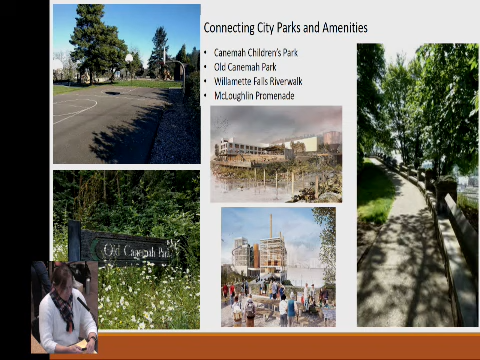 Connecting City Parks and Amenities
• Canemah Children's Park
• Old Canemah Park
• Willamette Falls Riverwalk
• McLoughlin Promenade
Old Canemah Park